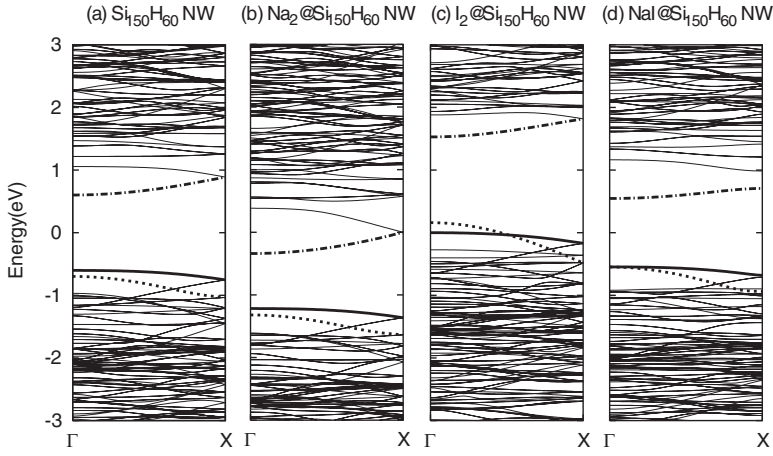 (a) Si150H60 NW (b) Na2@Si150H60 NW (c) I2@Si150H60 NW (d) NaI@Si150H60 NW
Energy(eV)
3
2
1
0
-1
-2
-3
Γ X Γ X Γ X Γ X